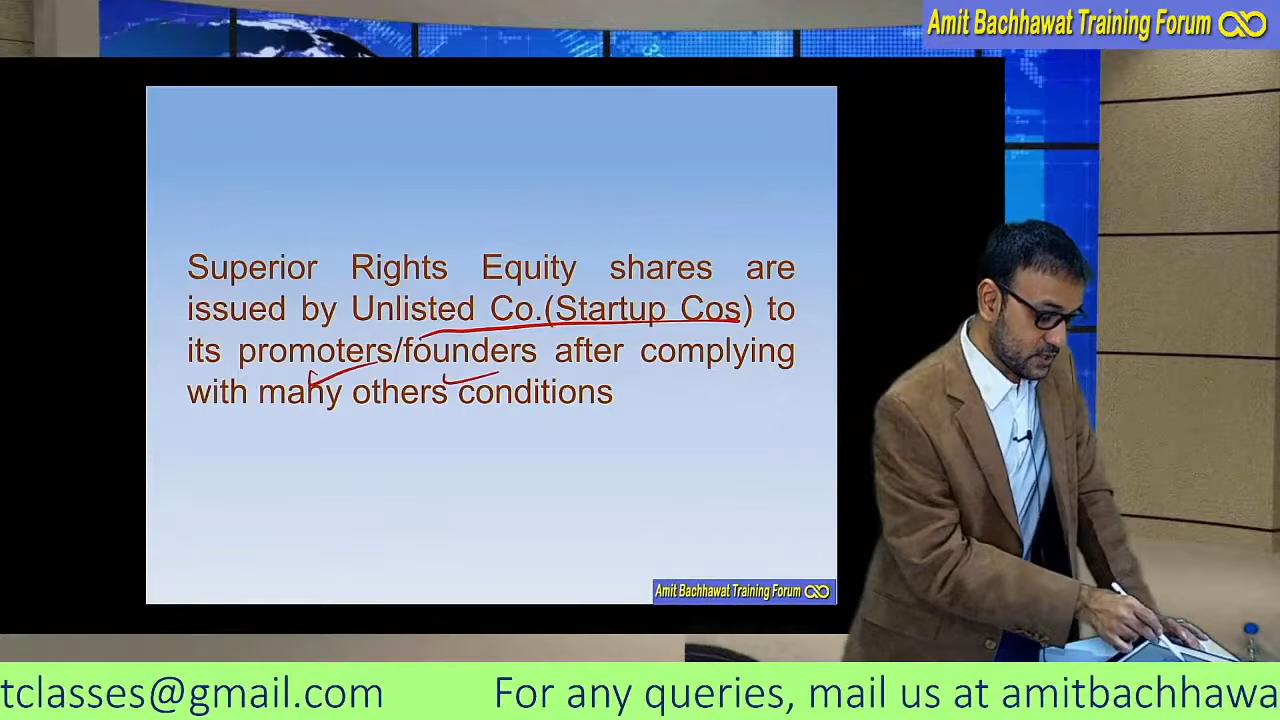 Amit Bachhawat Training Forum
Superior Rights Equity shares are
issued by Unlisted Co.(Startup Cos) to
its promoters/founders after complying
with many others conditions
Amit Bachhawat Training Forum
tclasses@gmail.com For any queries, mail us at amitbachhawa